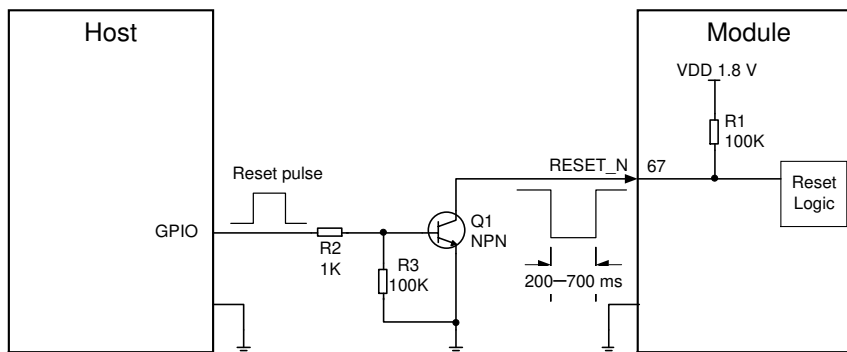 Host
Module
VDD 1.8 V
R1
100K
RESET_N
67
Reset
Logic
Reset pulse
GPIO
R2
1K
R3
100K
Q1
NPN
200—700 ms